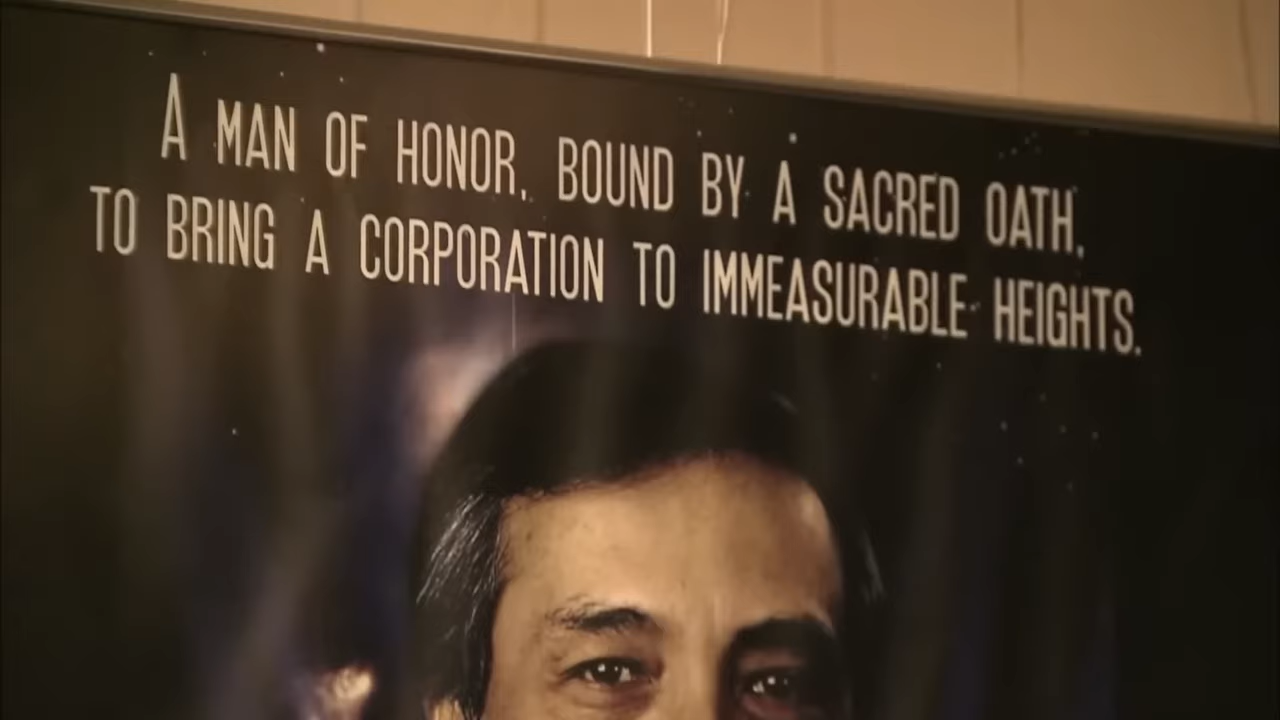 A MAN OF HONOR, BOUND BY A SACRED OATH,
TO BRING A CORPORATION TO IMMEASURABLE HEIGHTS.